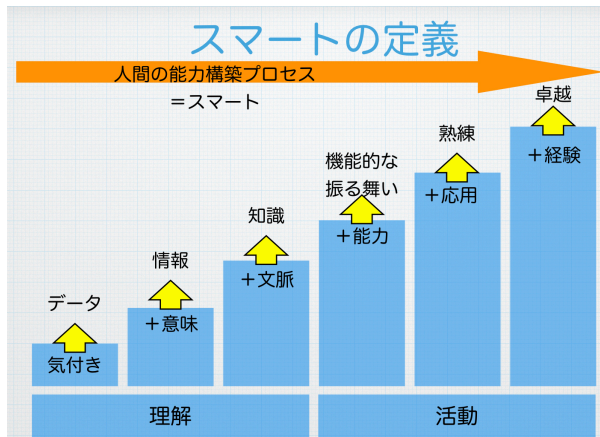 スマートの定義
人間の能力構築プロセス
＝スマート
データ
気付き
情報
＋意味
知識
＋文脈
機能的な
振る舞い
＋能力
熟練
＋応用
卓越
＋経験
理解
活動